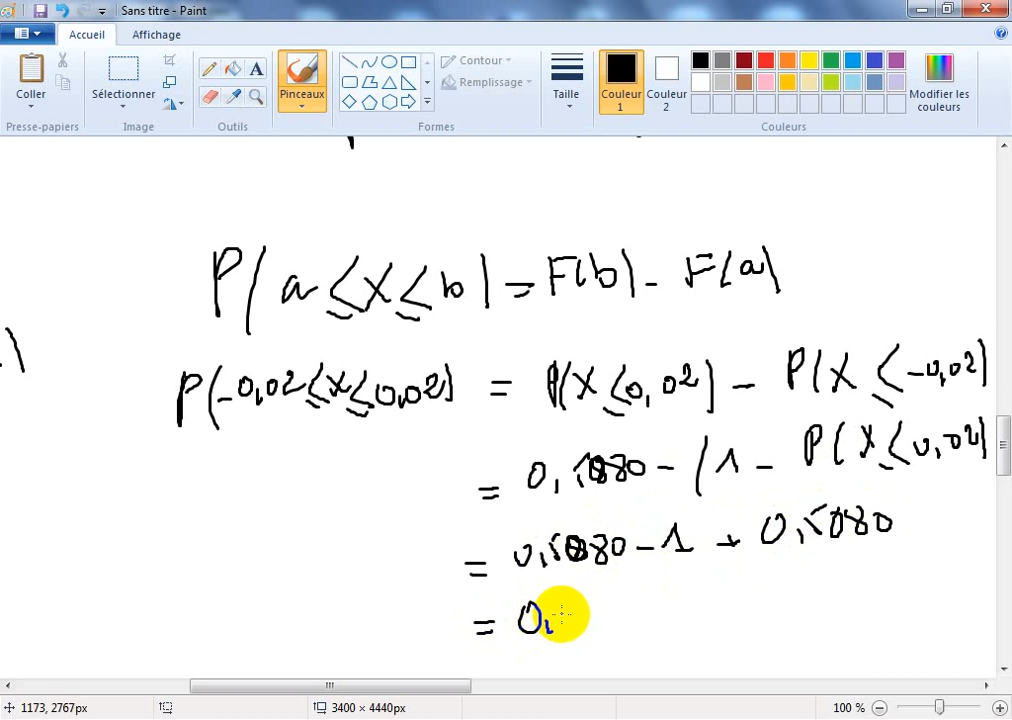 Sans titre - Paint
Accueil Affichage
Coller
Sélectionner
Contour
Remplissage
Pinceaux
Taille
Couleur 1
Couleur 2
Modifier les couleurs
Presse-papiers Image Outils Formes Couleurs
P(a ≤ X ≤ b) = F(b) - F(a)
P(-0,02 ≤ X ≤ 0,02) = P(X ≤ 0,02) - P(X ≤ -0,02)
= 0,5080 - (1 - P(X ≤ 0,02)
= 0,5080 - 1 + 0,5080
= 0,
1173, 2767px 3400 × 4440px 100 %